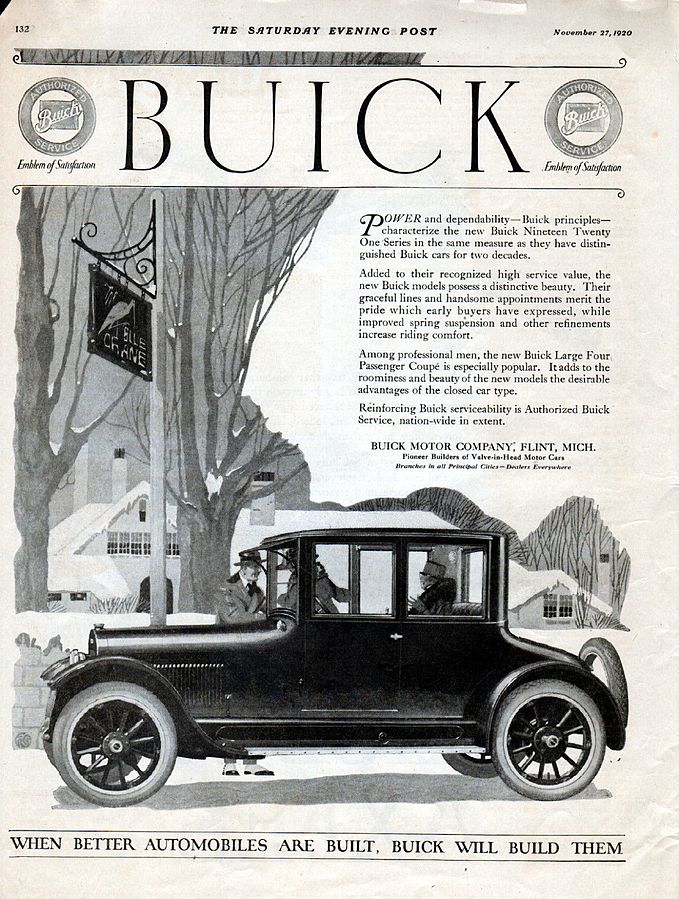 132
THE SATURDAY EVENING POST
November 27, 1920
BUICK
AUTHORIZED
Buick
SERVICE
Emblem of Satisfaction
AUTHORIZED
Buick
SERVICE
Emblem of Satisfaction
POWER and dependability—Buick principles—
characterize the new Buick Nineteen Twenty
One Series in the same measure as they have distin-
guished Buick cars for two decades.
Added to their recognized high service value, the
new Buick models possess a distinctive beauty. Their
graceful lines and handsome appointments merit the
pride which early buyers have expressed, while
improved spring suspension and other refinements
increase riding comfort.
Among professional men, the new Buick Large Four
Passenger Coupé is especially popular. It adds to the
roominess and beauty of the new models the desirable
advantages of the closed car type.
Reinforcing Buick serviceability is Authorized Buick
Service, nation-wide in extent.
BUICK MOTOR COMPANY, FLINT, MICH.
Pioneer Builders of Valve-in-Head Motor Cars
Branches in all Principal Cities—Dealers Everywhere
BLUE
CRANE
WHEN BETTER AUTOMOBILES ARE BUILT, BUICK WILL BUILD THEM